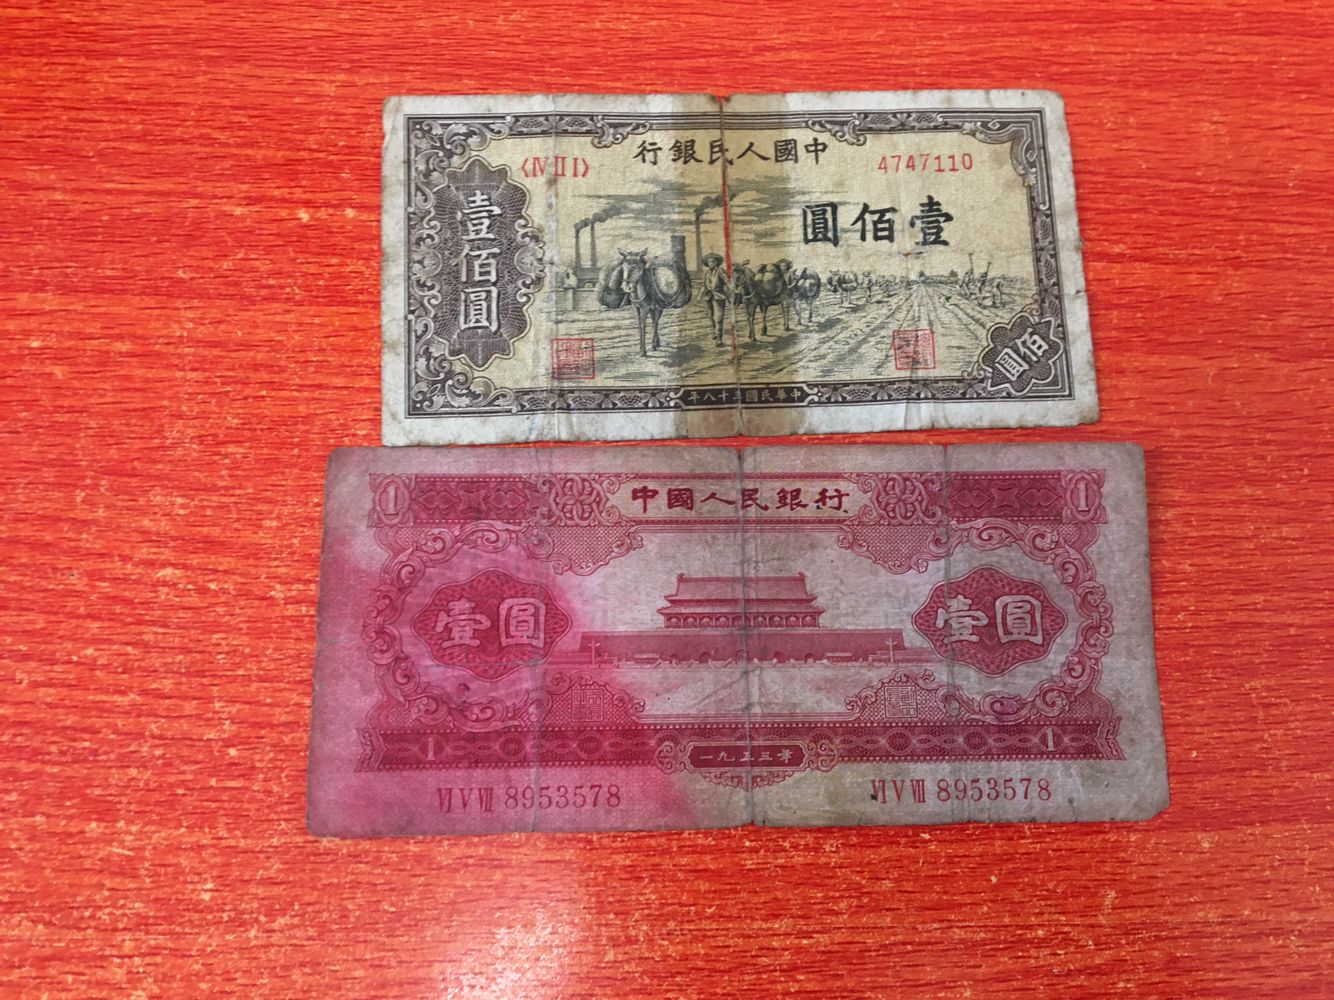 行銀民人國中
〈Ⅳ Ⅱ Ⅰ〉
4747110
壹佰圓
圓佰壹
佰圓
年八十三國民華中
1
中國人民銀行
1
壹圓
壹圓
1
一九五三年
1
Ⅵ Ⅴ Ⅶ 8953578
Ⅵ Ⅴ Ⅶ 8953578